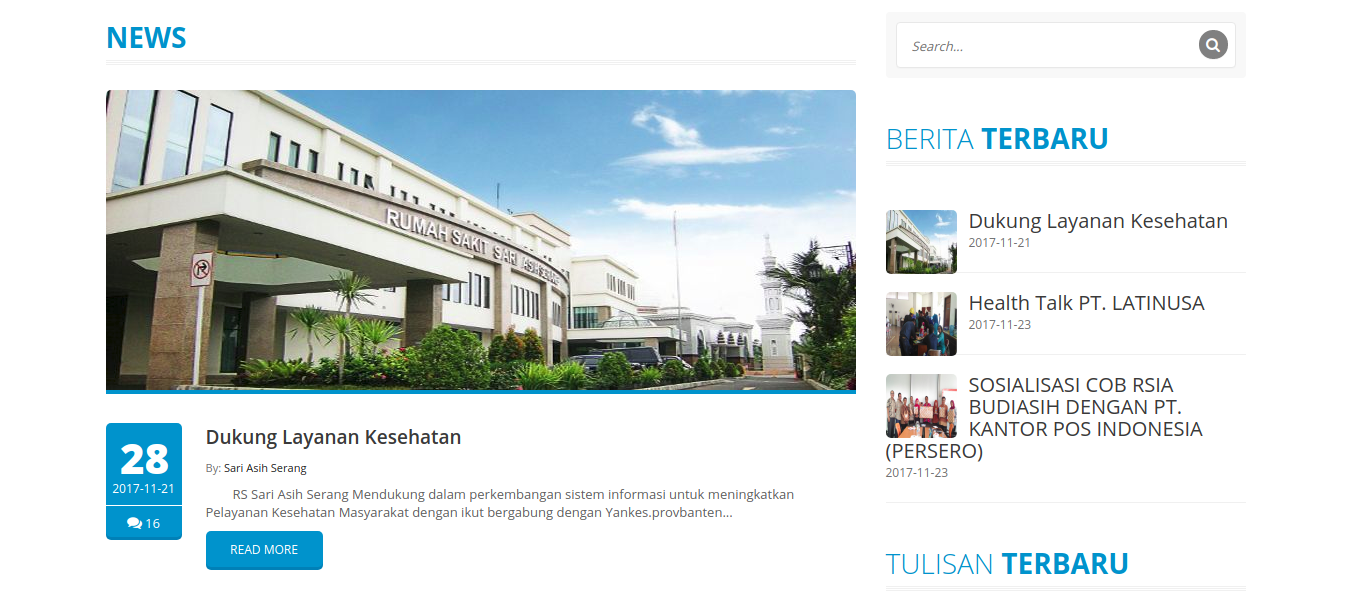 NEWS
RUMAH SAKIT SARI ASIH SERANG
28
2017-11-21
16
Dukung Layanan Kesehatan
By: Sari Asih Serang
RS Sari Asih Serang Mendukung dalam perkembangan sistem informasi untuk meningkatkan
Pelayanan Kesehatan Masyarakat dengan ikut bergabung dengan Yankes.provbanten...
READ MORE
Search...
BERITA TERBARU
Dukung Layanan Kesehatan
2017-11-21
Health Talk PT. LATINUSA
2017-11-23
SOSIALISASI COB RSIA
BUDIASIH DENGAN PT.
KANTOR POS INDONESIA
(PERSERO)
2017-11-23
TULISAN TERBARU